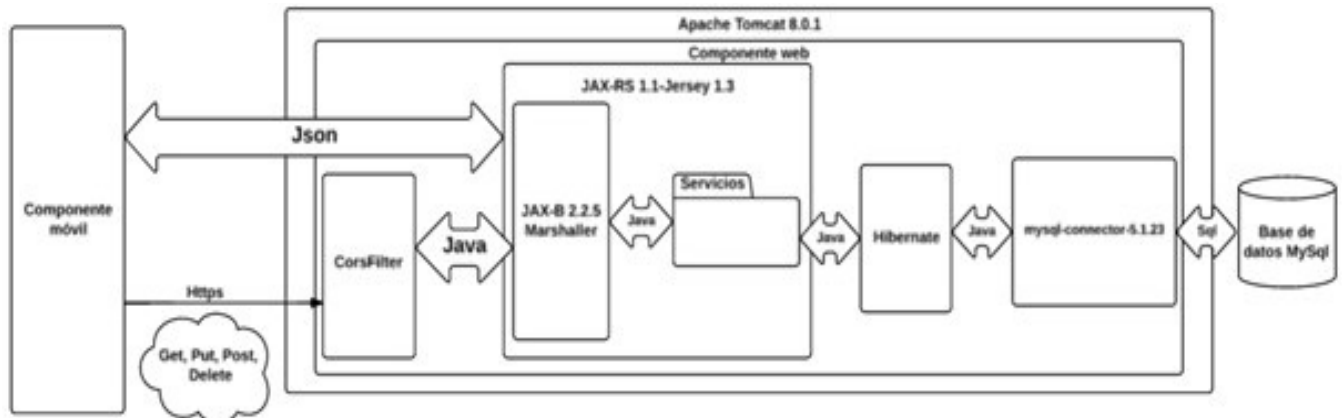 Apache Tomcat 8.0.1
Componente web
JAX-RS 1.1-Jersey 1.3
Json
Componente
móvil
CorsFilter
Java
JAX-B 2.2.5
Marshaller
Java
Servicios
Java
Hibernate
Java
mysql-connector-5.1.23
Sql
Base de
datos MySql
Https
Get, Put, Post,
Delete